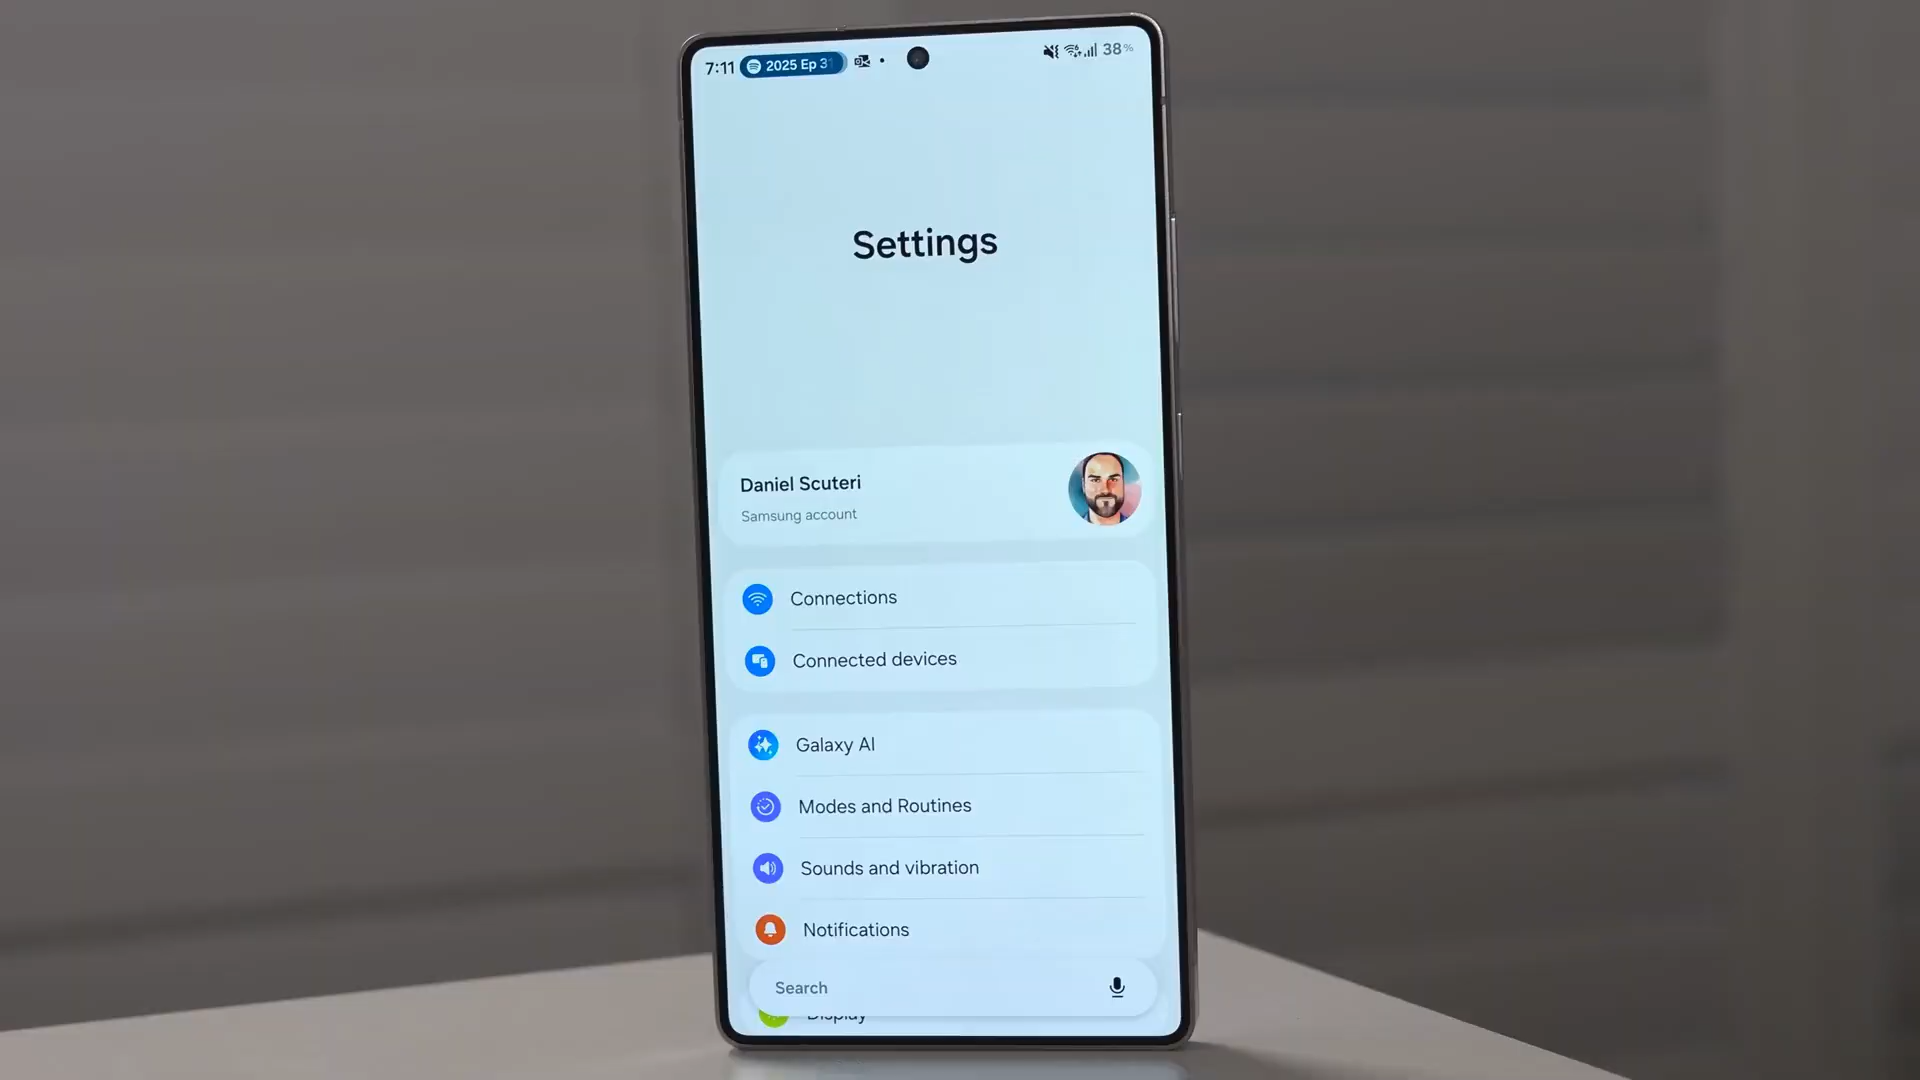 7:11 2025 Ep 31 38%
Settings
Daniel Scuteri
Samsung account
Connections
Connected devices
Galaxy AI
Modes and Routines
Sounds and vibration
Notifications
Search
Display